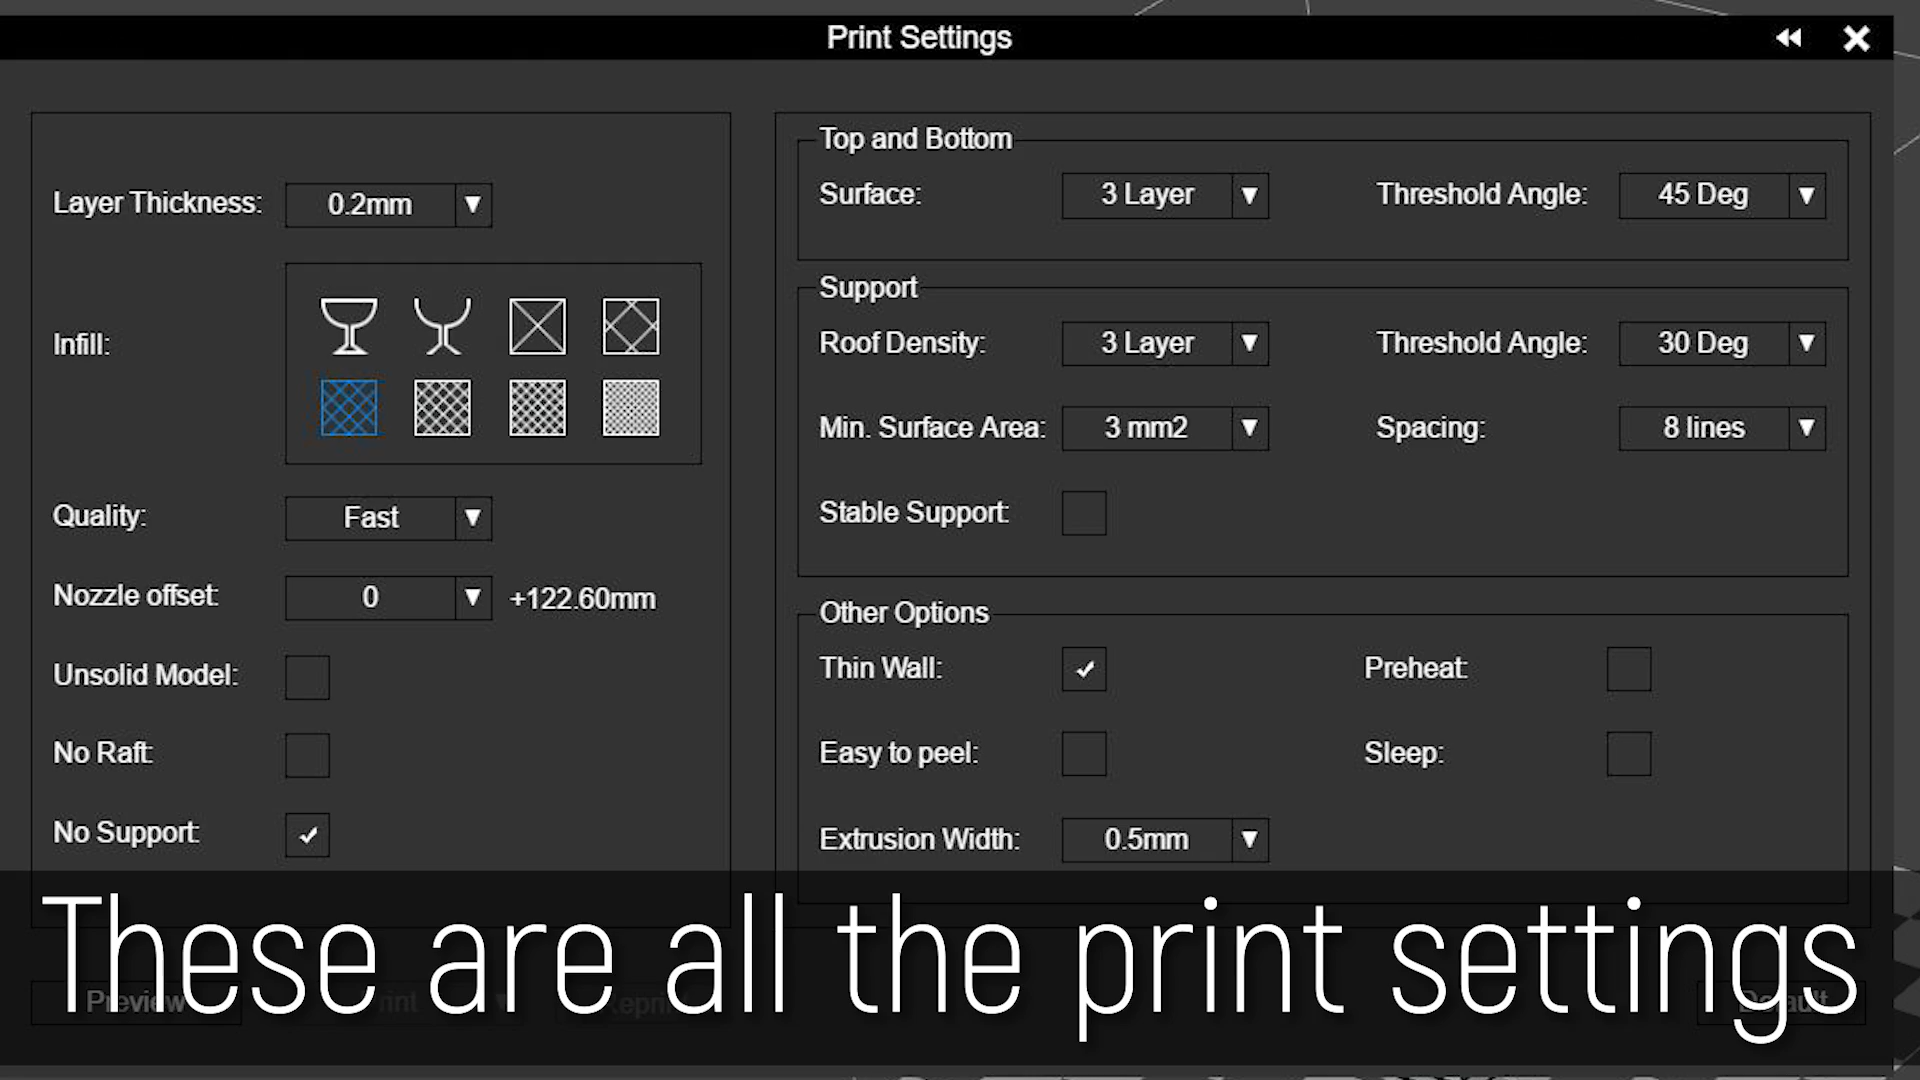 Print Settings
Layer Thickness: 0.2mm
Infill:
Quality: Fast
Nozzle offset: 0 +122.60mm
Unsolid Model:
No Raft:
No Support:
Top and Bottom
Surface: 3 Layer Threshold Angle: 45 Deg
Support
Roof Density: 3 Layer Threshold Angle: 30 Deg
Min. Surface Area: 3 mm2 Spacing: 8 lines
Stable Support:
Other Options
Thin Wall: Preheat:
Easy to peel: Sleep:
Extrusion Width: 0.5mm
These are all the print settings
Preview
Default